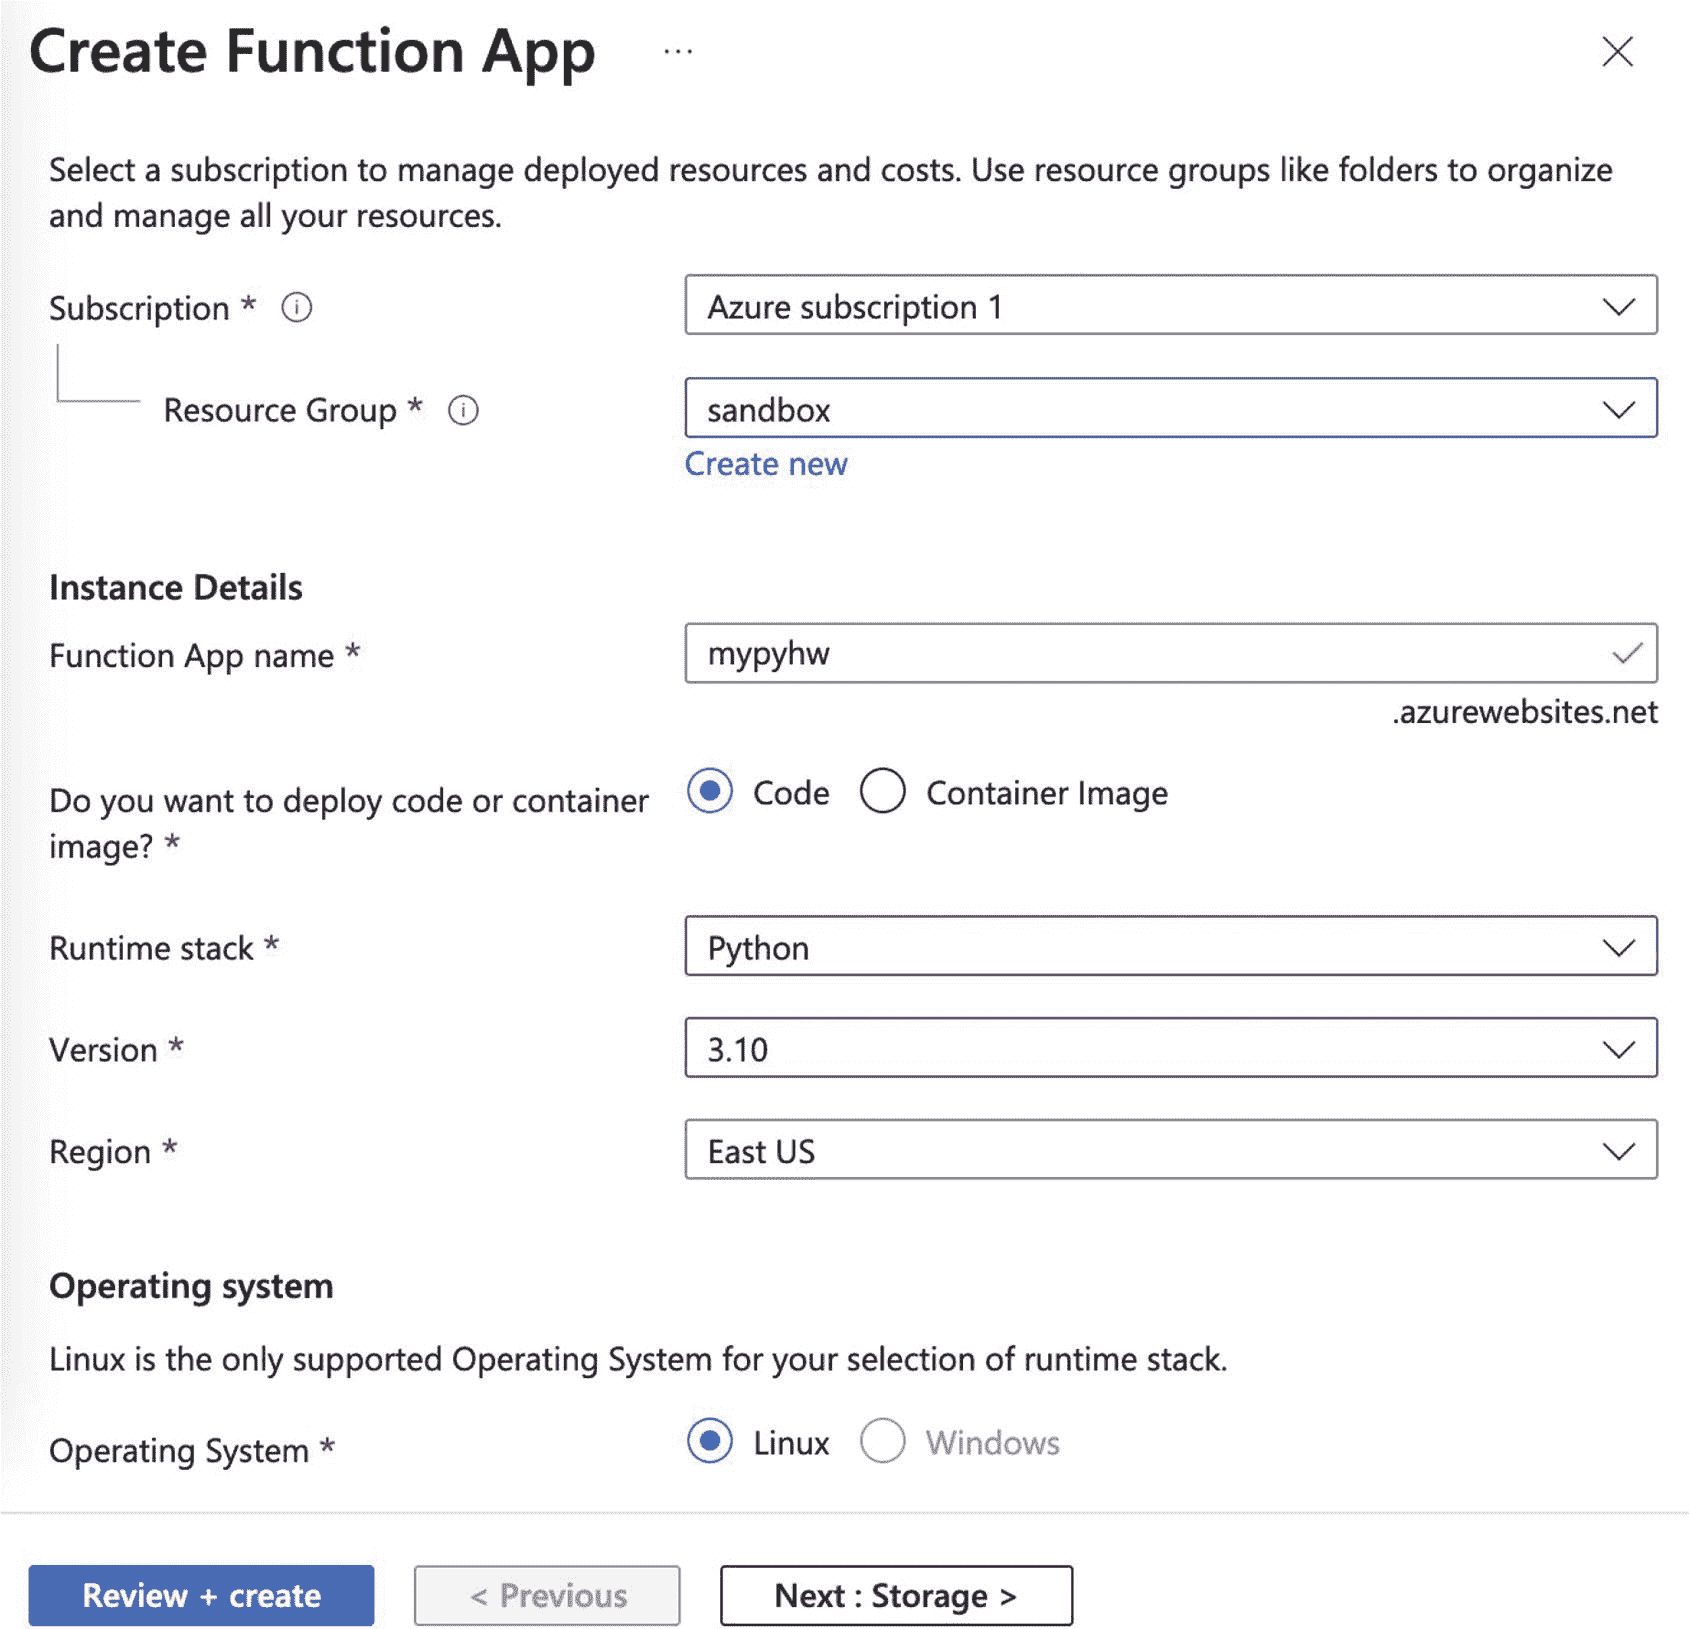 Create Function App ...
Select a subscription to manage deployed resources and costs. Use resource groups like folders to organize
and manage all your resources.
Subscription *
Azure subscription 1
Resource Group *
sandbox
Create new
Instance Details
Function App name *
mypyhw
.azurewebsites.net
Do you want to deploy code or container
image? *
Code
Container Image
Runtime stack *
Python
Version *
3.10
Region *
East US
Operating system
Linux is the only supported Operating System for your selection of runtime stack.
Operating System *
Linux
Windows
Review + create
< Previous
Next : Storage >